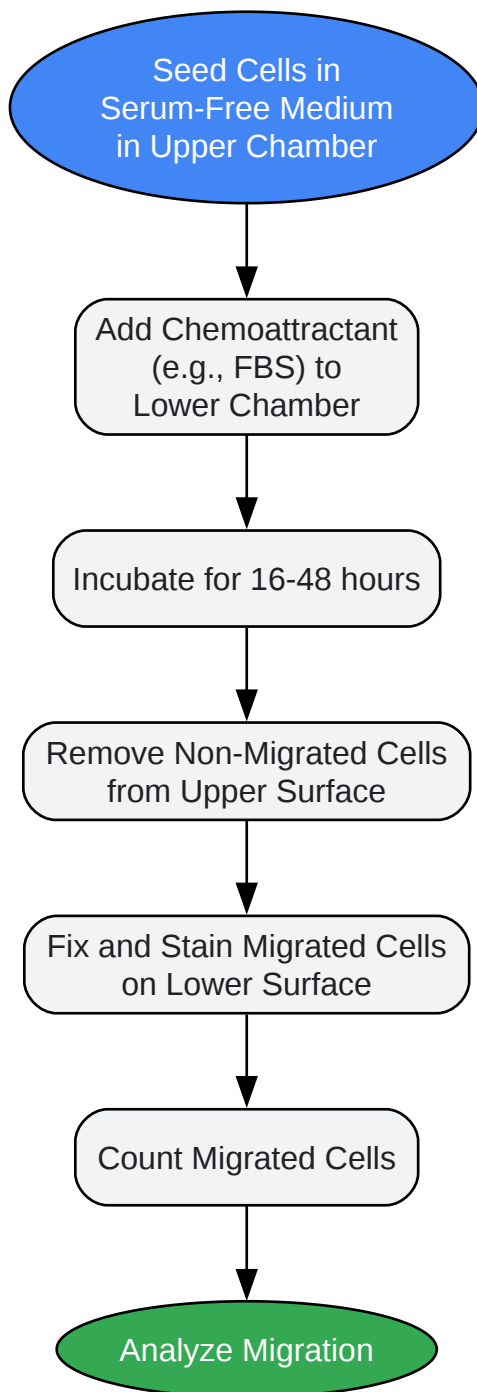 Seed Cells in
Serum-Free Medium
in Upper Chamber
Add Chemoattractant
(e.g., FBS) to
Lower Chamber
Incubate for 16-48 hours
Remove Non-Migrated Cells
from Upper Surface
Fix and Stain Migrated Cells
on Lower Surface
Count Migrated Cells
Analyze Migration